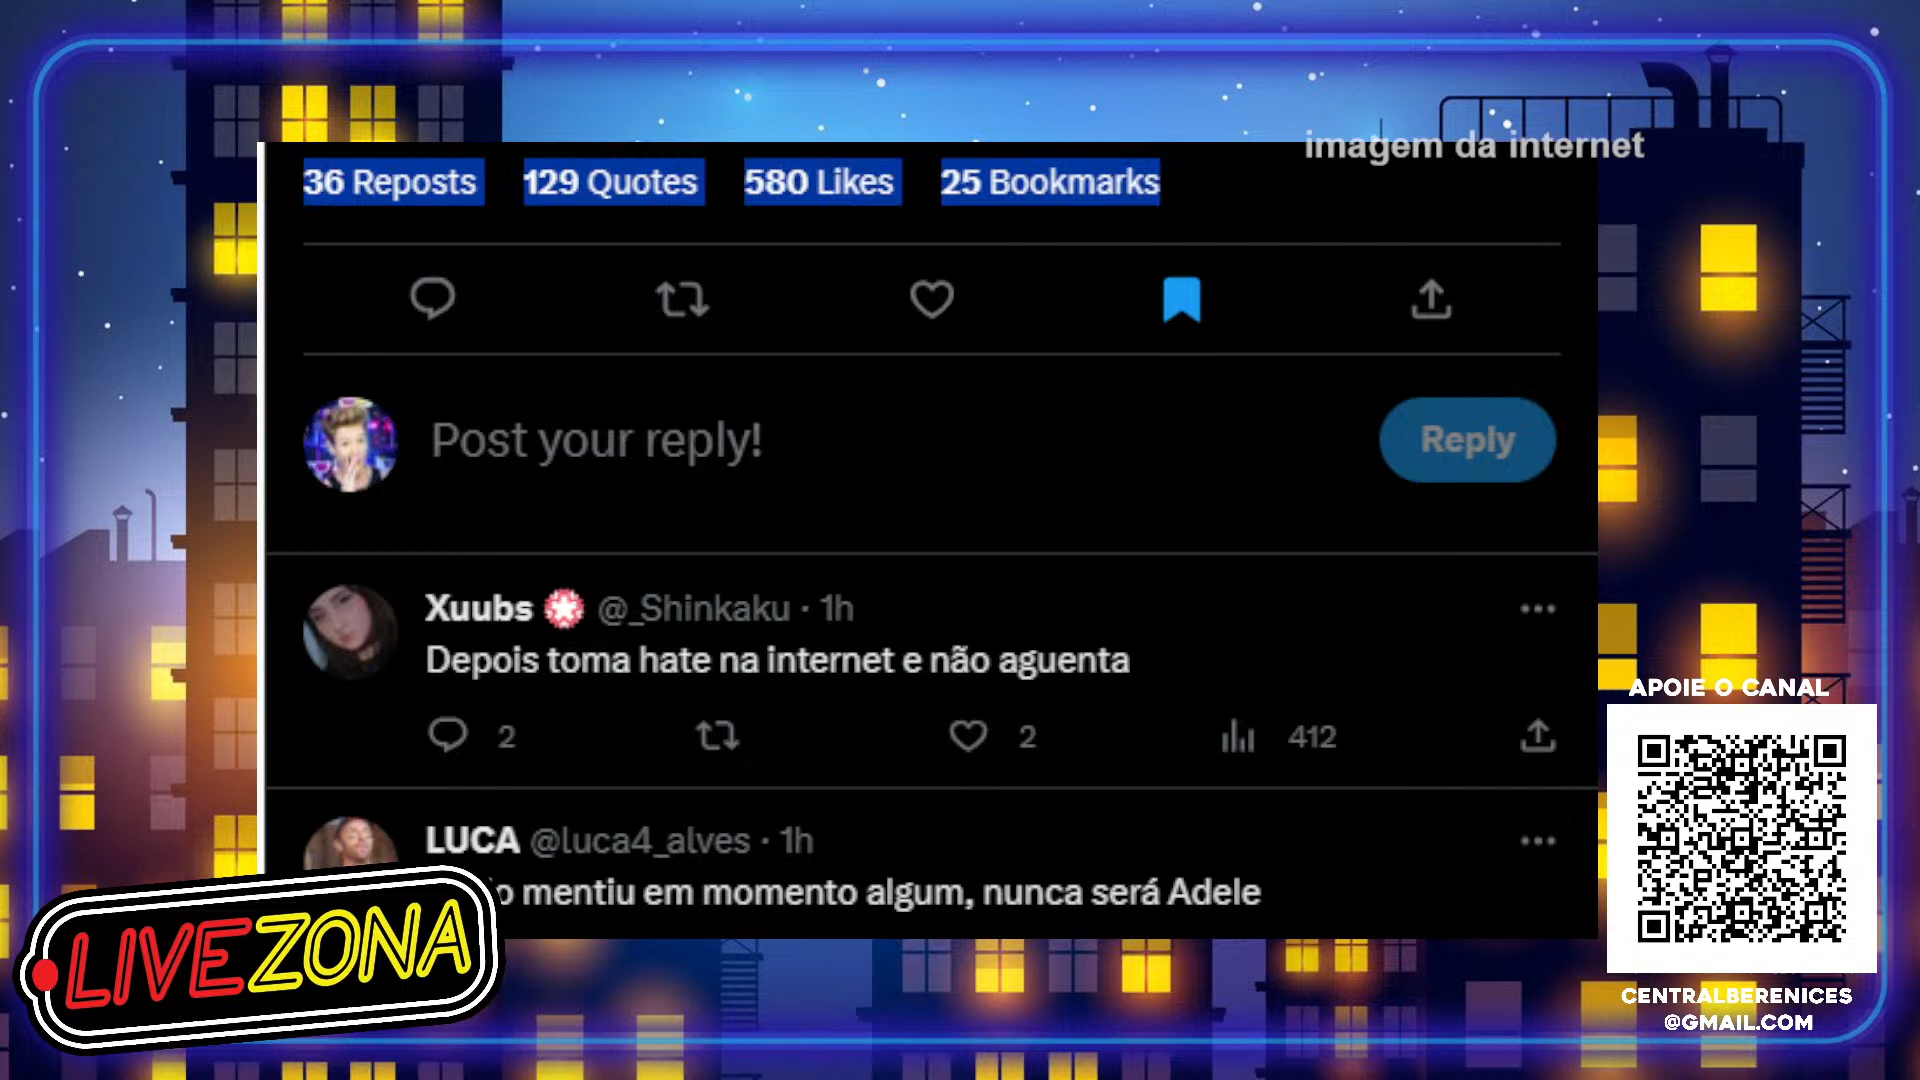 imagem da internet
36 Reposts 129 Quotes 580 Likes 25 Bookmarks
Post your reply!
Reply
Xuubs @_Shinkaku · 1h
Depois toma hate na internet e não aguenta
2 2 412
LUCA @luca4_alves · 1h
mentiu em momento algum, nunca será Adele
APOIE O CANAL
CENTRALBERENICES
@GMAIL.COM
LIVEZONA